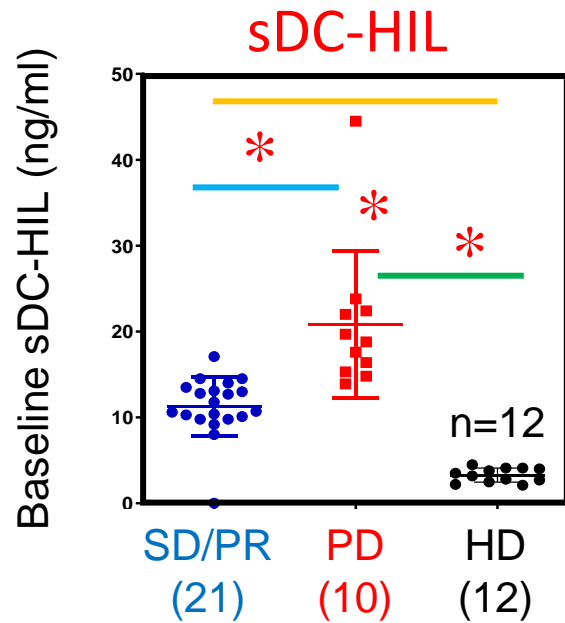 sDC-HIL
Baseline sDC-HIL (ng/ml)
50
40
30
20
10
0
*
*
*
n=12
SD/PR PD HD
(21) (10) (12)